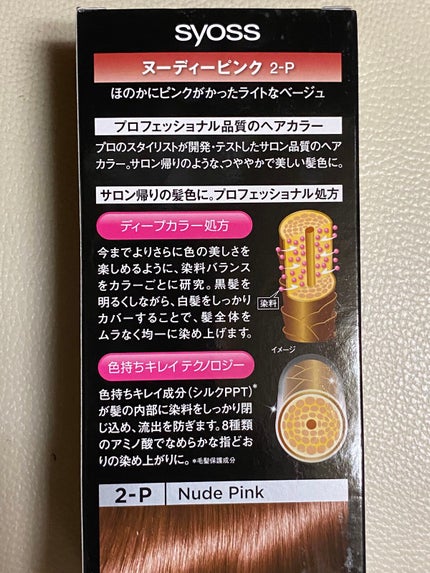 syoss
ヌーディーピンク 2-P
ほのかにピンクがかったライトなベージュ
プロフェッショナル品質のヘアカラー
プロのスタイリストが開発・テストしたサロン品質のヘア
カラー。サロン帰りのような、つややかで美しい髪色に。
サロン帰りの髪色に。プロフェッショナル処方
ディープカラー処方
今までよりさらに色の美しさを
楽しめるように、染料バランス
をカラーごとに研究。黒髪を
明るくしながら、白髪をしっかり
カバーすることで、髪全体を
ムラなく均一に染め上げます。
染料
イメージ
色持ちキレイテクノロジー
色持ちキレイ成分(シルクPPT)*
が髪の内部に染料をしっかり閉
じ込め、流出を防ぎます。8種類
のアミノ酸でなめらかな指どお
りの染め上がりに。*毛髪保護成分
2-P Nude Pink